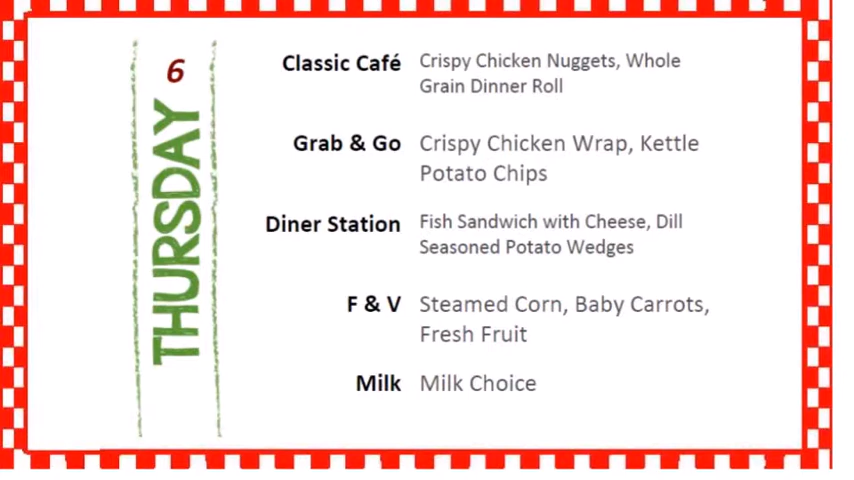 6
THURSDAY
Classic Café Crispy Chicken Nuggets, Whole
Grain Dinner Roll
Grab & Go Crispy Chicken Wrap, Kettle
Potato Chips
Diner Station Fish Sandwich with Cheese, Dill
Seasoned Potato Wedges
F & V Steamed Corn, Baby Carrots,
Fresh Fruit
Milk Milk Choice